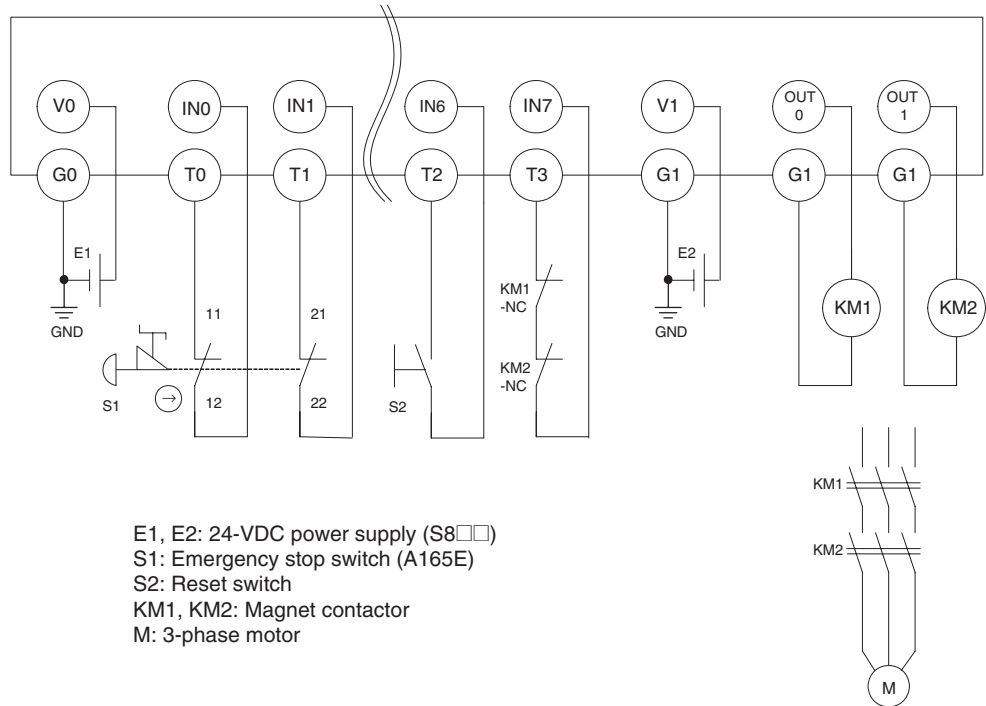 V0 IN0 IN1 IN6 IN7 V1 OUT 0 OUT 1
G0 T0 T1 T2 T3 G1 G1 G1
E1 E2
KM1 -NC
GND GND
KM1 KM2
11 21
KM2 -NC
S1 12 22 S2
→
KM1
KM2
E1, E2: 24-VDC power supply (S8□□)
S1: Emergency stop switch (A165E)
S2: Reset switch
KM1, KM2: Magnet contactor
M: 3-phase motor
M